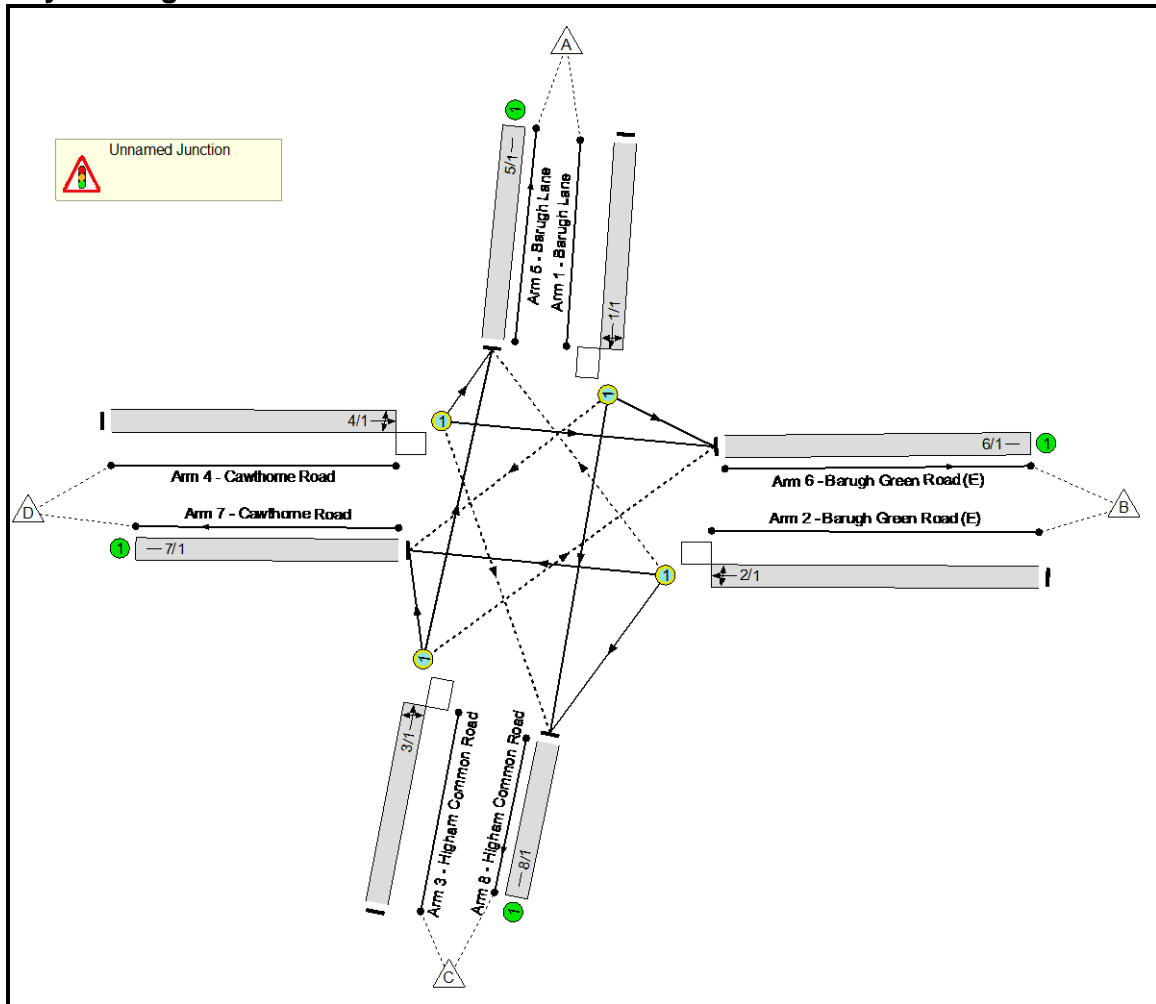 A
1
Unnamed Junction
5/1
Arm 5 - Barugh Lane
Arm 1 - Barugh Lane
1/1
1
4/1
1
6/1
1
Arm 4 - Cawthorne Road
Arm 6 - Barugh Green Road (E)
D
B
Arm 7 - Cawthorne Road
Arm 2 - Barugh Green Road (E)
1
7/1
1
2/1
1
3/1
Arm 3 - Higham Common Road
Arm 8 - Higham Common Road
8/1
1
C